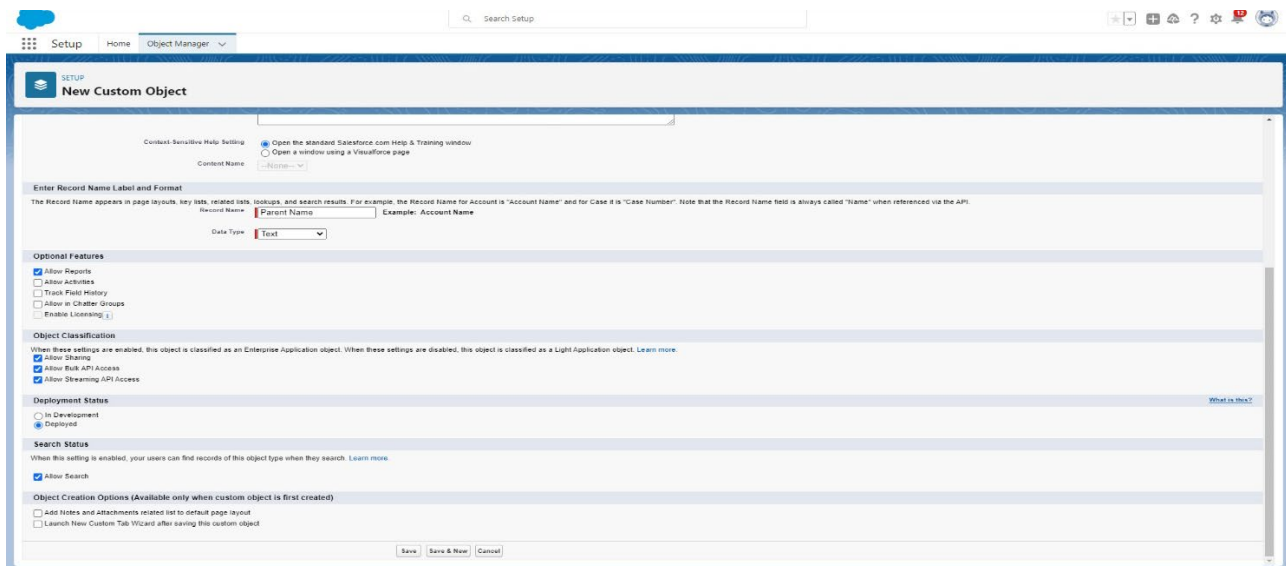 Search Setup
12
Setup Home Object Manager
SETUP
New Custom Object
Context-Sensitive Help Setting Open the standard Salesforce.com Help & Training window
Open a window using a Visualforce page
Content Name --None--
Enter Record Name Label and Format
The Record Name appears in page layouts, key lists, related lists, lookups, and search results. For example, the Record Name for Account is "Account Name" and for Case it is "Case Number". Note that the Record Name field is always called "Name" when referenced via the API.
Record Name Parent Name Example: Account Name
Data Type Text
Optional Features
Allow Reports
Allow Activities
Track Field History
Allow in Chatter Groups
Enable Licensing i
Object Classification
When these settings are enabled, this object is classified as an Enterprise Application object. When these settings are disabled, this object is classified as a Light Application object. Learn more.
Allow Sharing
Allow Bulk API Access
Allow Streaming API Access
Deployment Status What is this?
In Development
Deployed
Search Status
When this setting is enabled, your users can find records of this object type when they search. Learn more.
Allow Search
Object Creation Options (Available only when custom object is first created)
Add Notes and Attachments related list to default page layout
Launch New Custom Tab Wizard after saving this custom object
Save Save & New Cancel